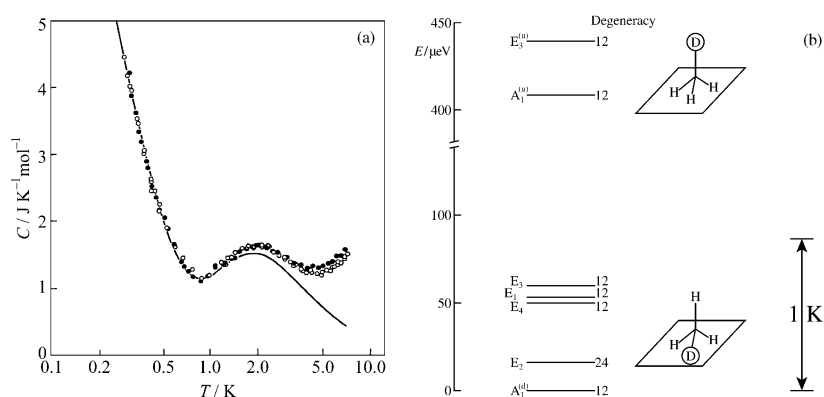 (a)
5
4
3
2
1
0
C / J K⁻¹mol⁻¹
0.1 0.2 0.5 1.0 2.0 5.0 10.0
T / K
(b)
Degeneracy
E/μeV
450
400
100
50
0
E₃⁽ᵘ⁾ 12
A₁⁽ᵘ⁾ 12
D
H H
H
E₃ 12
E₁ 12
E₄ 12
E₂ 24
A₁⁽ᵈ⁾ 12
H
H H
D
1 K